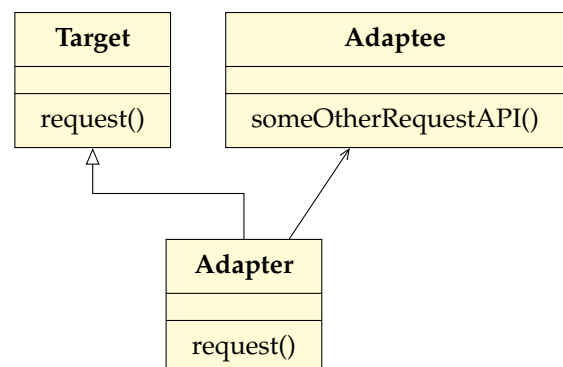 Target
request()
Adaptee
someOtherRequestAPI()
Adapter
request()